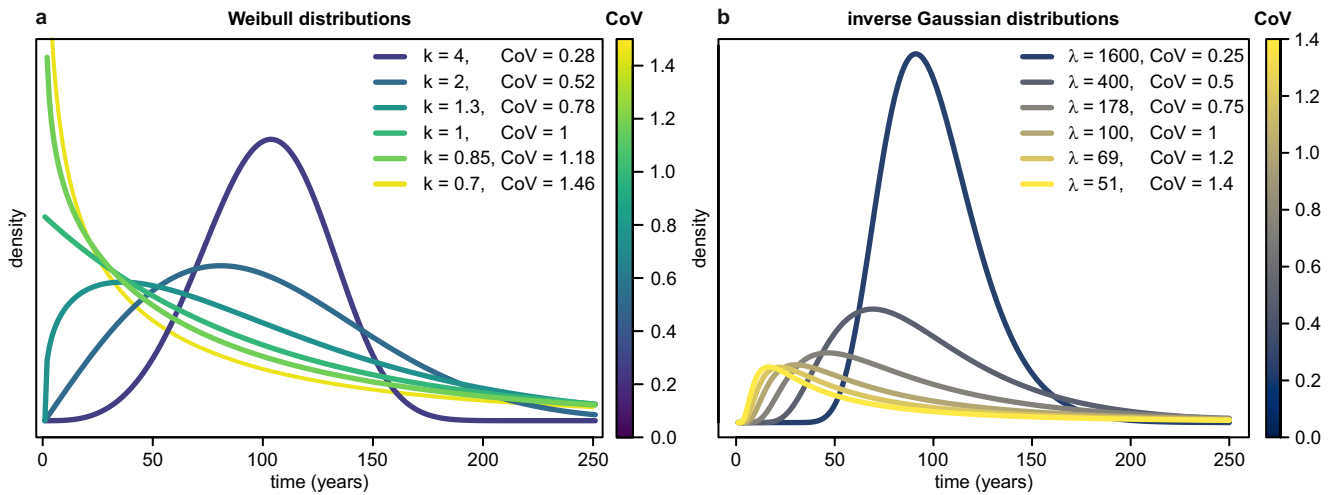 a
Weibull distributions
CoV
k = 4, CoV = 0.28
k = 2, CoV = 0.52
k = 1.3, CoV = 0.78
k = 1, CoV = 1
k = 0.85, CoV = 1.18
k = 0.7, CoV = 1.46
density
0 50 100 150 200 250
time (years)
1.4
1.2
1.0
0.8
0.6
0.4
0.2
0.0
b
inverse Gaussian distributions
CoV
λ = 1600, CoV = 0.25
λ = 400, CoV = 0.5
λ = 178, CoV = 0.75
λ = 100, CoV = 1
λ = 69, CoV = 1.2
λ = 51, CoV = 1.4
density
0 50 100 150 200 250
time (years)
1.4
1.2
1.0
0.8
0.6
0.4
0.2
0.0